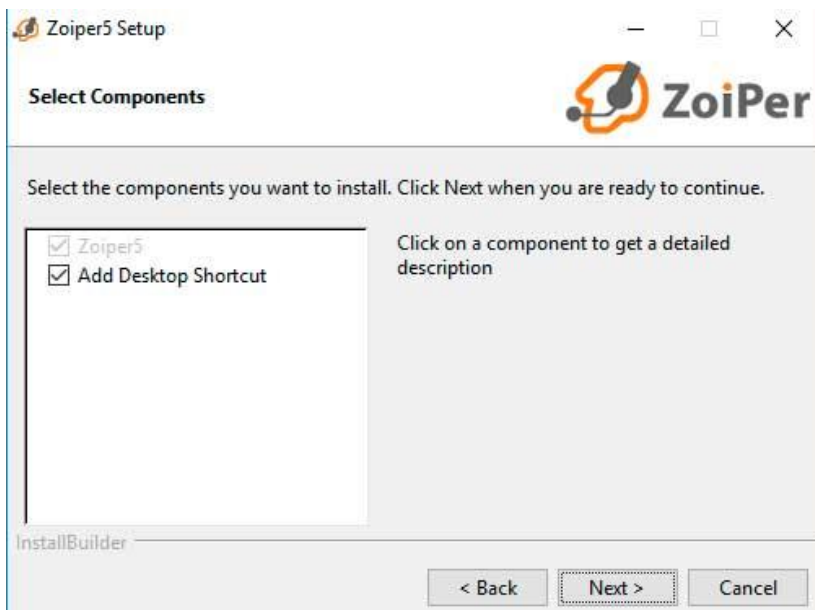 Zoiper5 Setup
Select Components
ZoiPer
Select the components you want to install. Click Next when you are ready to continue.
Zoiper5
Add Desktop Shortcut
Click on a component to get a detailed
description
InstallBuilder
< Back
Next >
Cancel